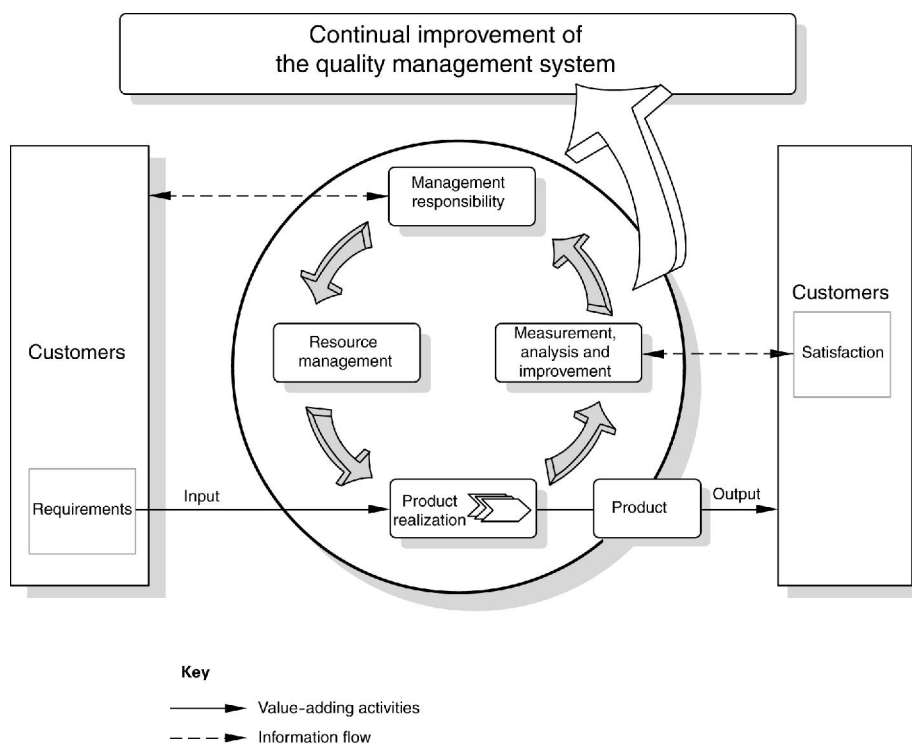 Continual improvement of
the quality management system
Management
responsibility
Customers
Resource
management
Measurement,
analysis and
improvement
Customers
Satisfaction
Requirements
Input
Product
realization
Product
Output
Key
Value-adding activities
Information flow